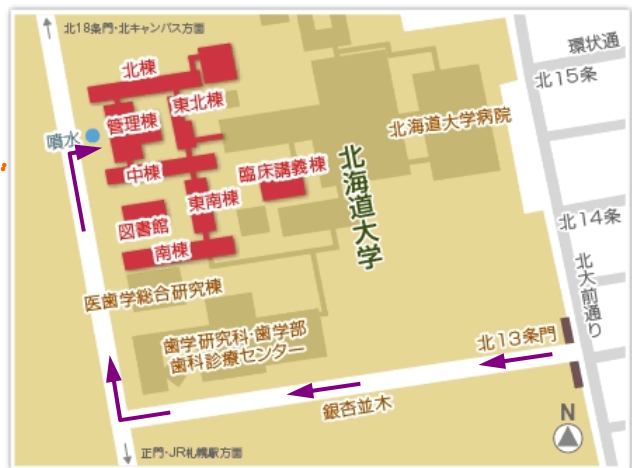 北18条門・北キャンパス方面
環状通
北15条
北棟
東北棟
管理棟
噴水
北海道大学病院
中棟
臨床講義棟
北海道大学
東南棟
図書館
南棟
北14条
北大前通り
医歯学総合研究棟
歯学研究科・歯学部
歯科診療センター
北13条門
銀杏並木
N
正門・JR札幌駅方面